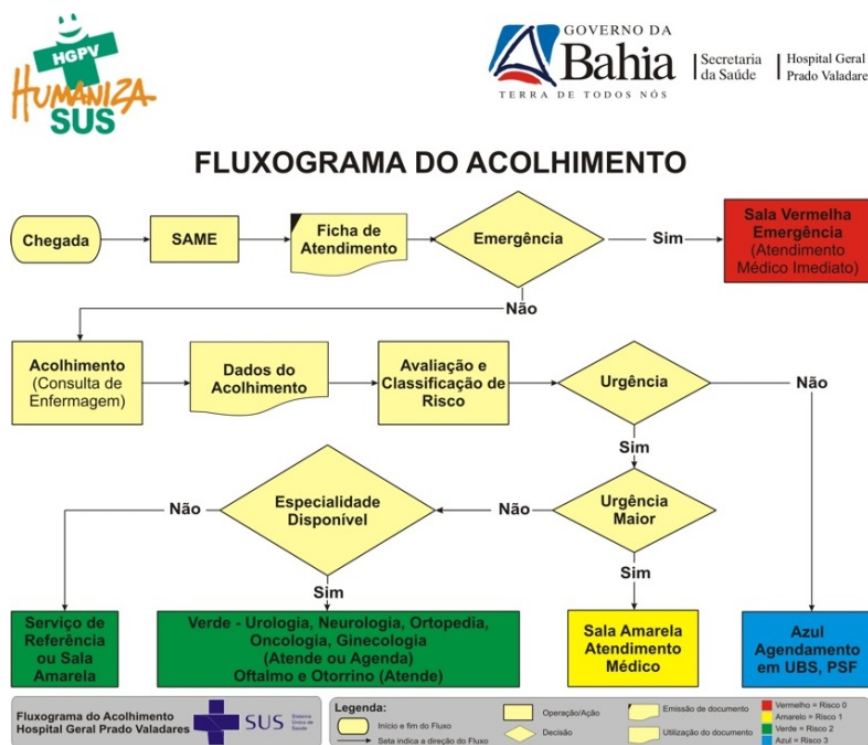 HGPV
HUMANIZA
SUS
GOVERNO DA
Bahia
TERRA DE TODOS NÓS
Secretaria
da Saúde
Hospital Geral
Prado Valadare
FLUXOGRAMA DO ACOLHIMENTO
Chegada
SAME
Ficha de
Atendimento
Emergência
Sim
Sala Vermelha
Emergência
(Atendimento
Médico Imediato)
Não
Acolhimento
(Consulta de
Enfermagem)
Dados do
Acolhimento
Avaliação e
Classificação de
Risco
Urgência
Não
Sim
Não
Especialidade
Disponível
Não
Urgência
Maior
Sim
Sim
Serviço de
Referência
ou Sala
Amarela
Verde - Urologia, Neurologia, Ortopedia,
Oncologia, Ginecologia
(Atende ou Agenda)
Oftalmo e Otorrino (Atende)
Sala Amarela
Atendimento
Médico
Azul
Agendamento
em UBS, PSF
Fluxograma do Acolhimento
Hospital Geral Prado Valadares
SUS
Sistema
Único de
Saúde
Legenda:
Início e fim do Fluxo
Seta indica a direção do Fluxo
Operação/Ação
Decisão
Emissão de documento
Utilização do documento
Vermelho = Risco 0
Amarelo = Risco 1
Verde = Risco 2
Azul = Risco 3